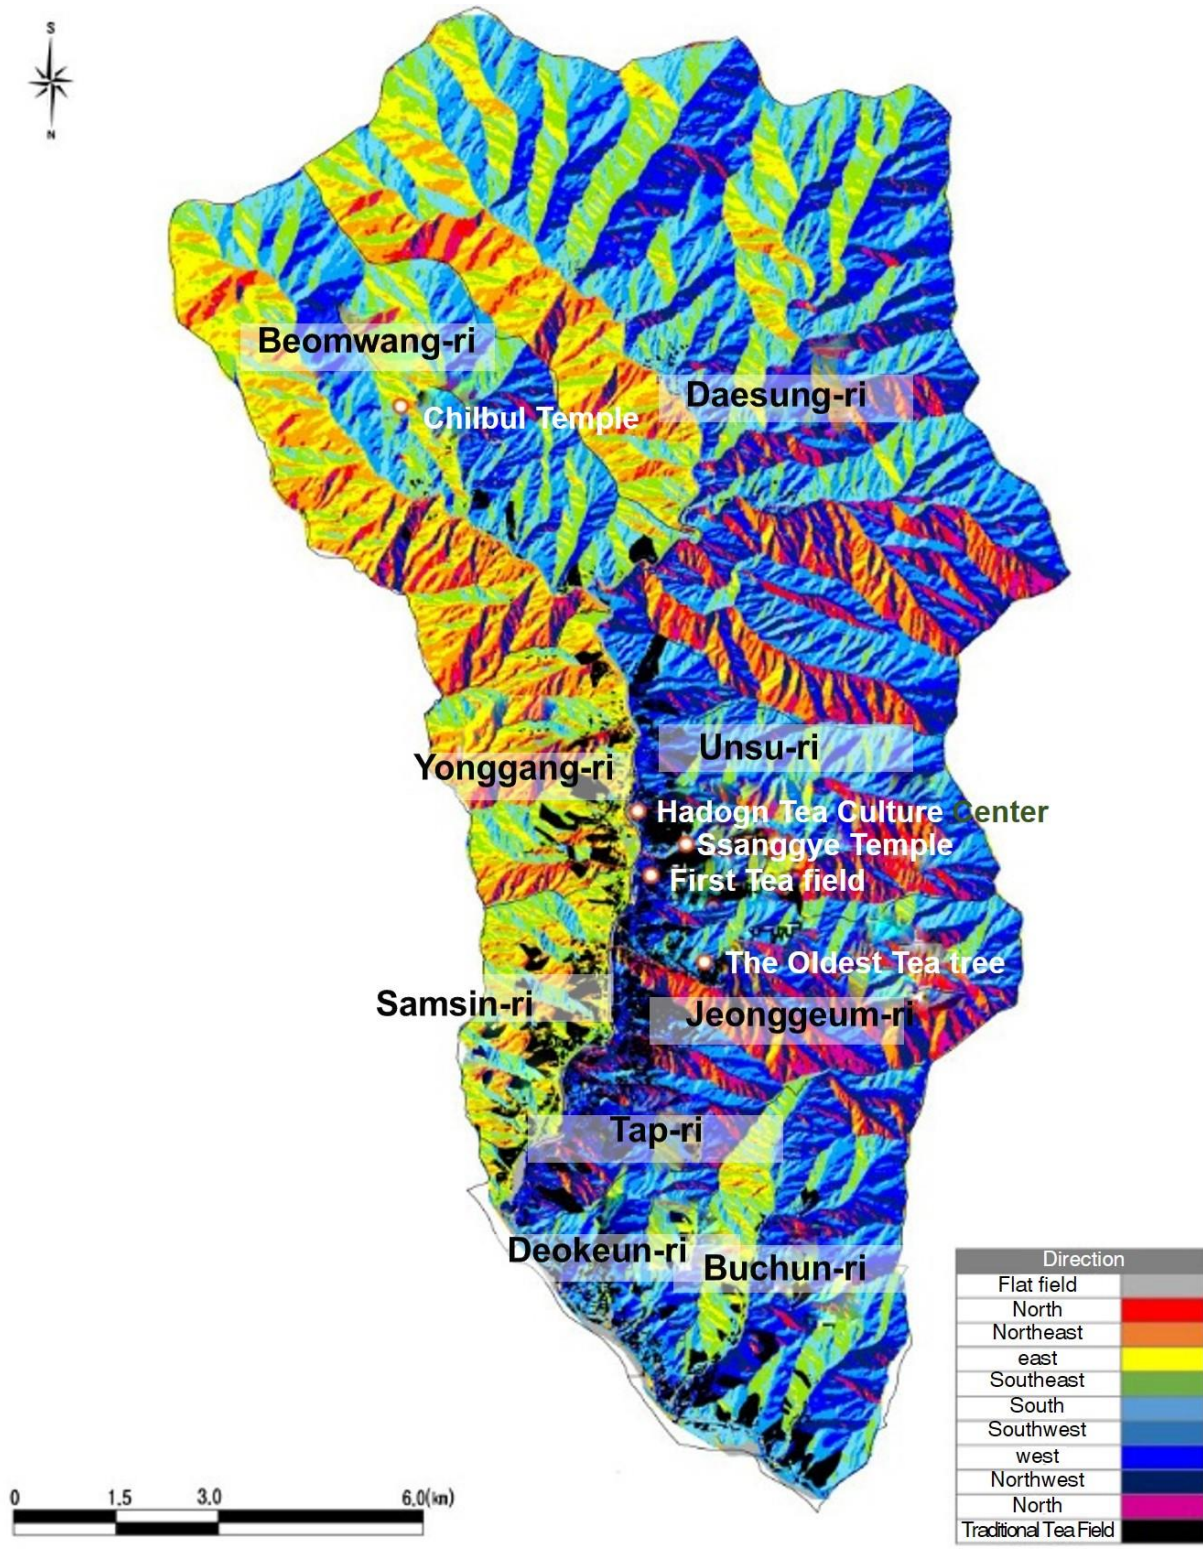 S
N
Beomwang-ri
Daesung-ri
Chilbul Temple
Unsu-ri
Yonggang-ri
Hadogn Tea Culture Center
Ssanggye Temple
First Tea field
The Oldest Tea tree
Samsin-ri
Jeonggeum-ri
Tap-ri
Deokeun-ri
Buchun-ri
Direction
Flat field
North
Northeast
east
Southeast
South
Southwest
west
Northwest
North
Traditional Tea Field
0 1.5 3.0 6.0(㎞)